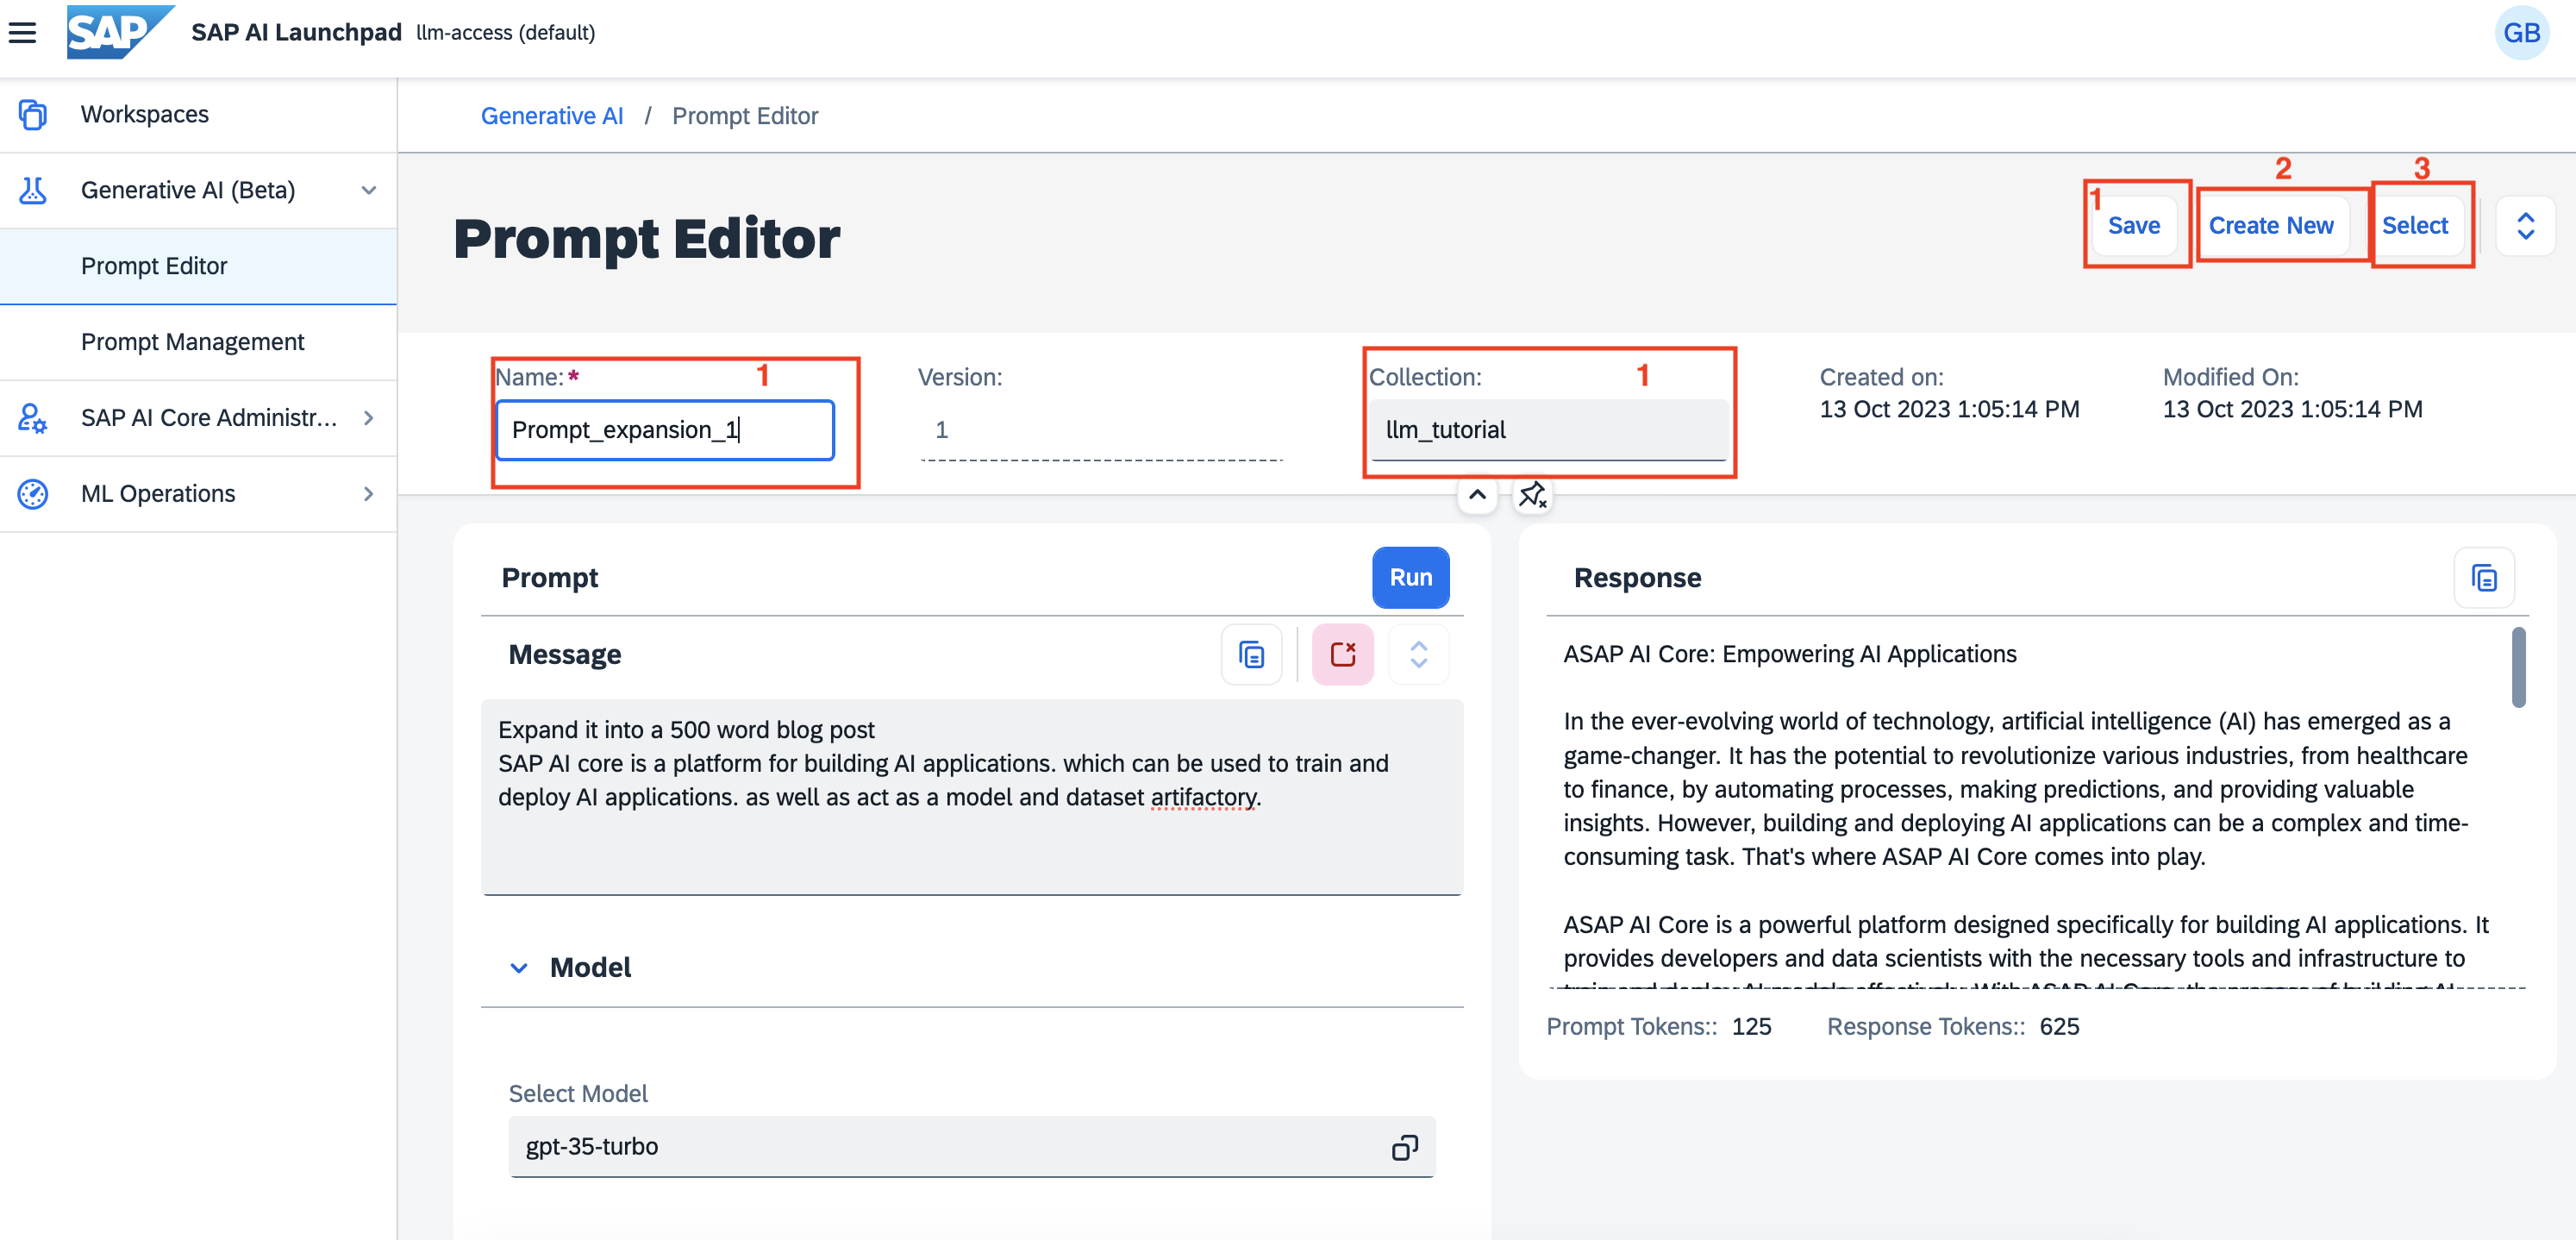 SAP SAP AI Launchpad llm-access (default) GB
Workspaces
Generative AI (Beta)
Prompt Editor
Prompt Management
SAP AI Core Administr...
ML Operations
Generative AI / Prompt Editor
Prompt Editor
1 Save
2
Create New
3
Select
Name:* 1
Prompt_expansion_1
Version:
1
Collection: 1
llm_tutorial
Created on:
13 Oct 2023 1:05:14 PM
Modified On:
13 Oct 2023 1:05:14 PM
Prompt
Run
Message
Expand it into a 500 word blog post
SAP AI core is a platform for building AI applications. which can be used to train and
deploy AI applications. as well as act as a model and dataset artifactory.
Model
Select Model
gpt-35-turbo
Response
ASAP AI Core: Empowering AI Applications
In the ever-evolving world of technology, artificial intelligence (AI) has emerged as a
game-changer. It has the potential to revolutionize various industries, from healthcare
to finance, by automating processes, making predictions, and providing valuable
insights. However, building and deploying AI applications can be a complex and time-
consuming task. That's where ASAP AI Core comes into play.
ASAP AI Core is a powerful platform designed specifically for building AI applications. It
provides developers and data scientists with the necessary tools and infrastructure to
Prompt Tokens:: 125 Response Tokens:: 625